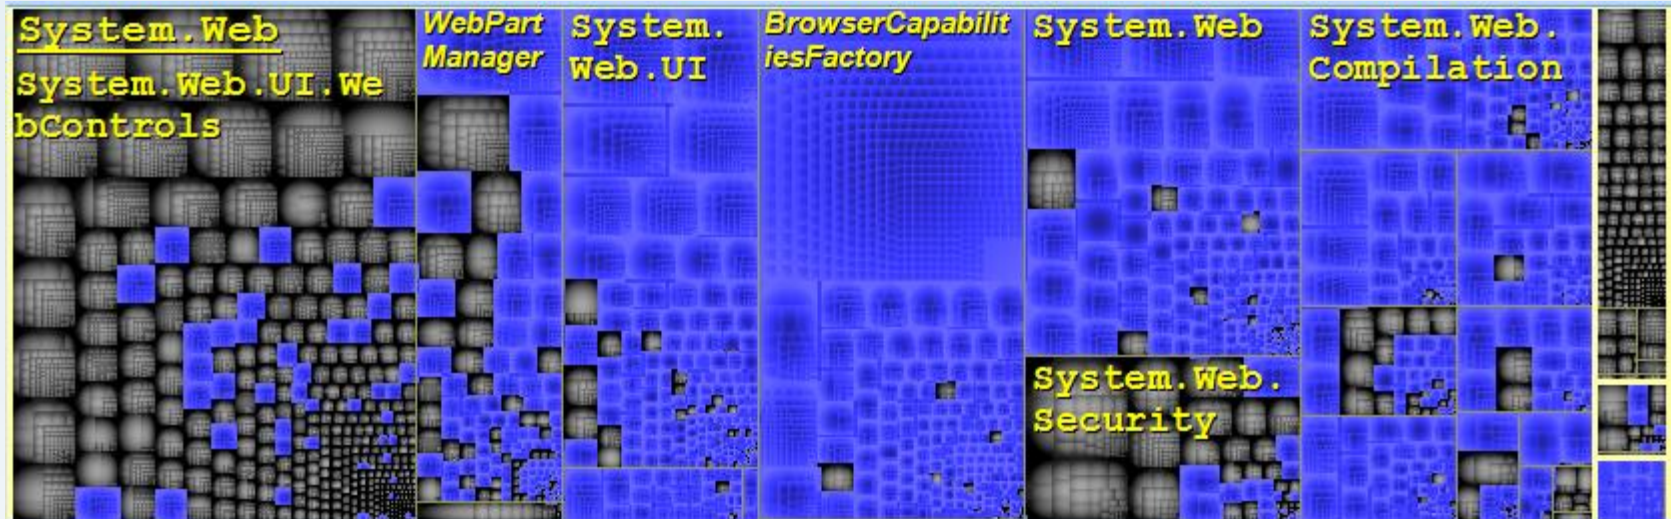 System.Web
System.Web.UI.We
bControls
WebPart
Manager
System.
Web.UI
BrowserCapabilit
iesFactory
System.Web
System.Web.
Security
System.Web.
Compilation